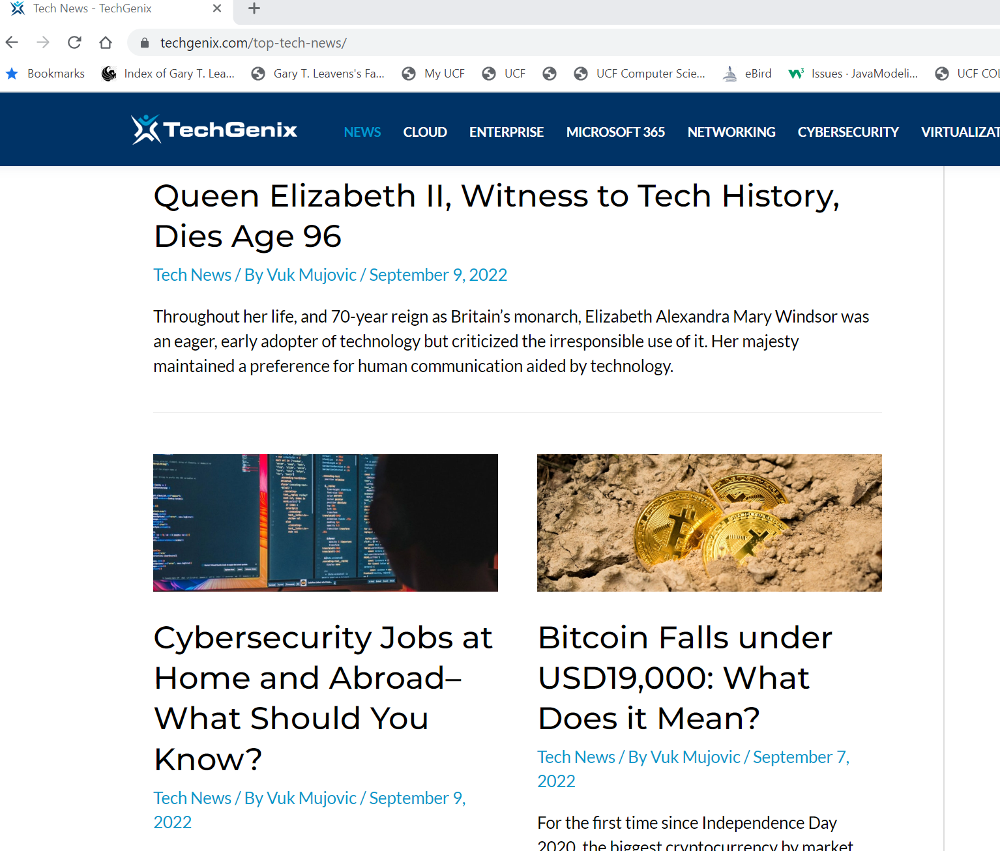 Tech News - TechGenix
techgenix.com/top-tech-news/
Bookmarks Index of Gary T. Lea... Gary T. Leavens's Fa... My UCF UCF UCF Computer Scie... eBird Issues · JavaModeli... UCF COL
TechGenix NEWS CLOUD ENTERPRISE MICROSOFT 365 NETWORKING CYBERSECURITY VIRTUALIZAT
Queen Elizabeth II, Witness to Tech History,
Dies Age 96
Tech News / By Vuk Mujovic / September 9, 2022
Throughout her life, and 70-year reign as Britain’s monarch, Elizabeth Alexandra Mary Windsor was
an eager, early adopter of technology but criticized the irresponsible use of it. Her majesty
maintained a preference for human communication aided by technology.
Cybersecurity Jobs at
Home and Abroad–
What Should You
Know?
Tech News / By Vuk Mujovic / September 9,
2022
Bitcoin Falls under
USD19,000: What
Does it Mean?
Tech News / By Vuk Mujovic / September 7,
2022
For the first time since Independence Day
2020, the biggest cryptocurrency by market